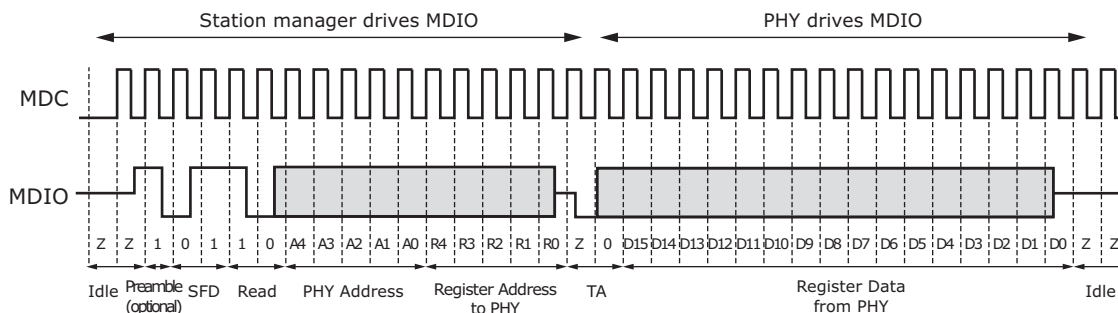 Station manager drives MDIO PHY drives MDIO
MDC
MDIO
Z Z 1 0 1 1 0 A4 A3 A2 A1 A0 R4 R3 R2 R1 R0 Z 0 D15 D14 D13 D12 D11 D10 D9 D8 D7 D6 D5 D4 D3 D2 D1 D0 Z Z
Idle Preamble (optional) SFD Read PHY Address Register Address to PHY TA Register Data from PHY Idle